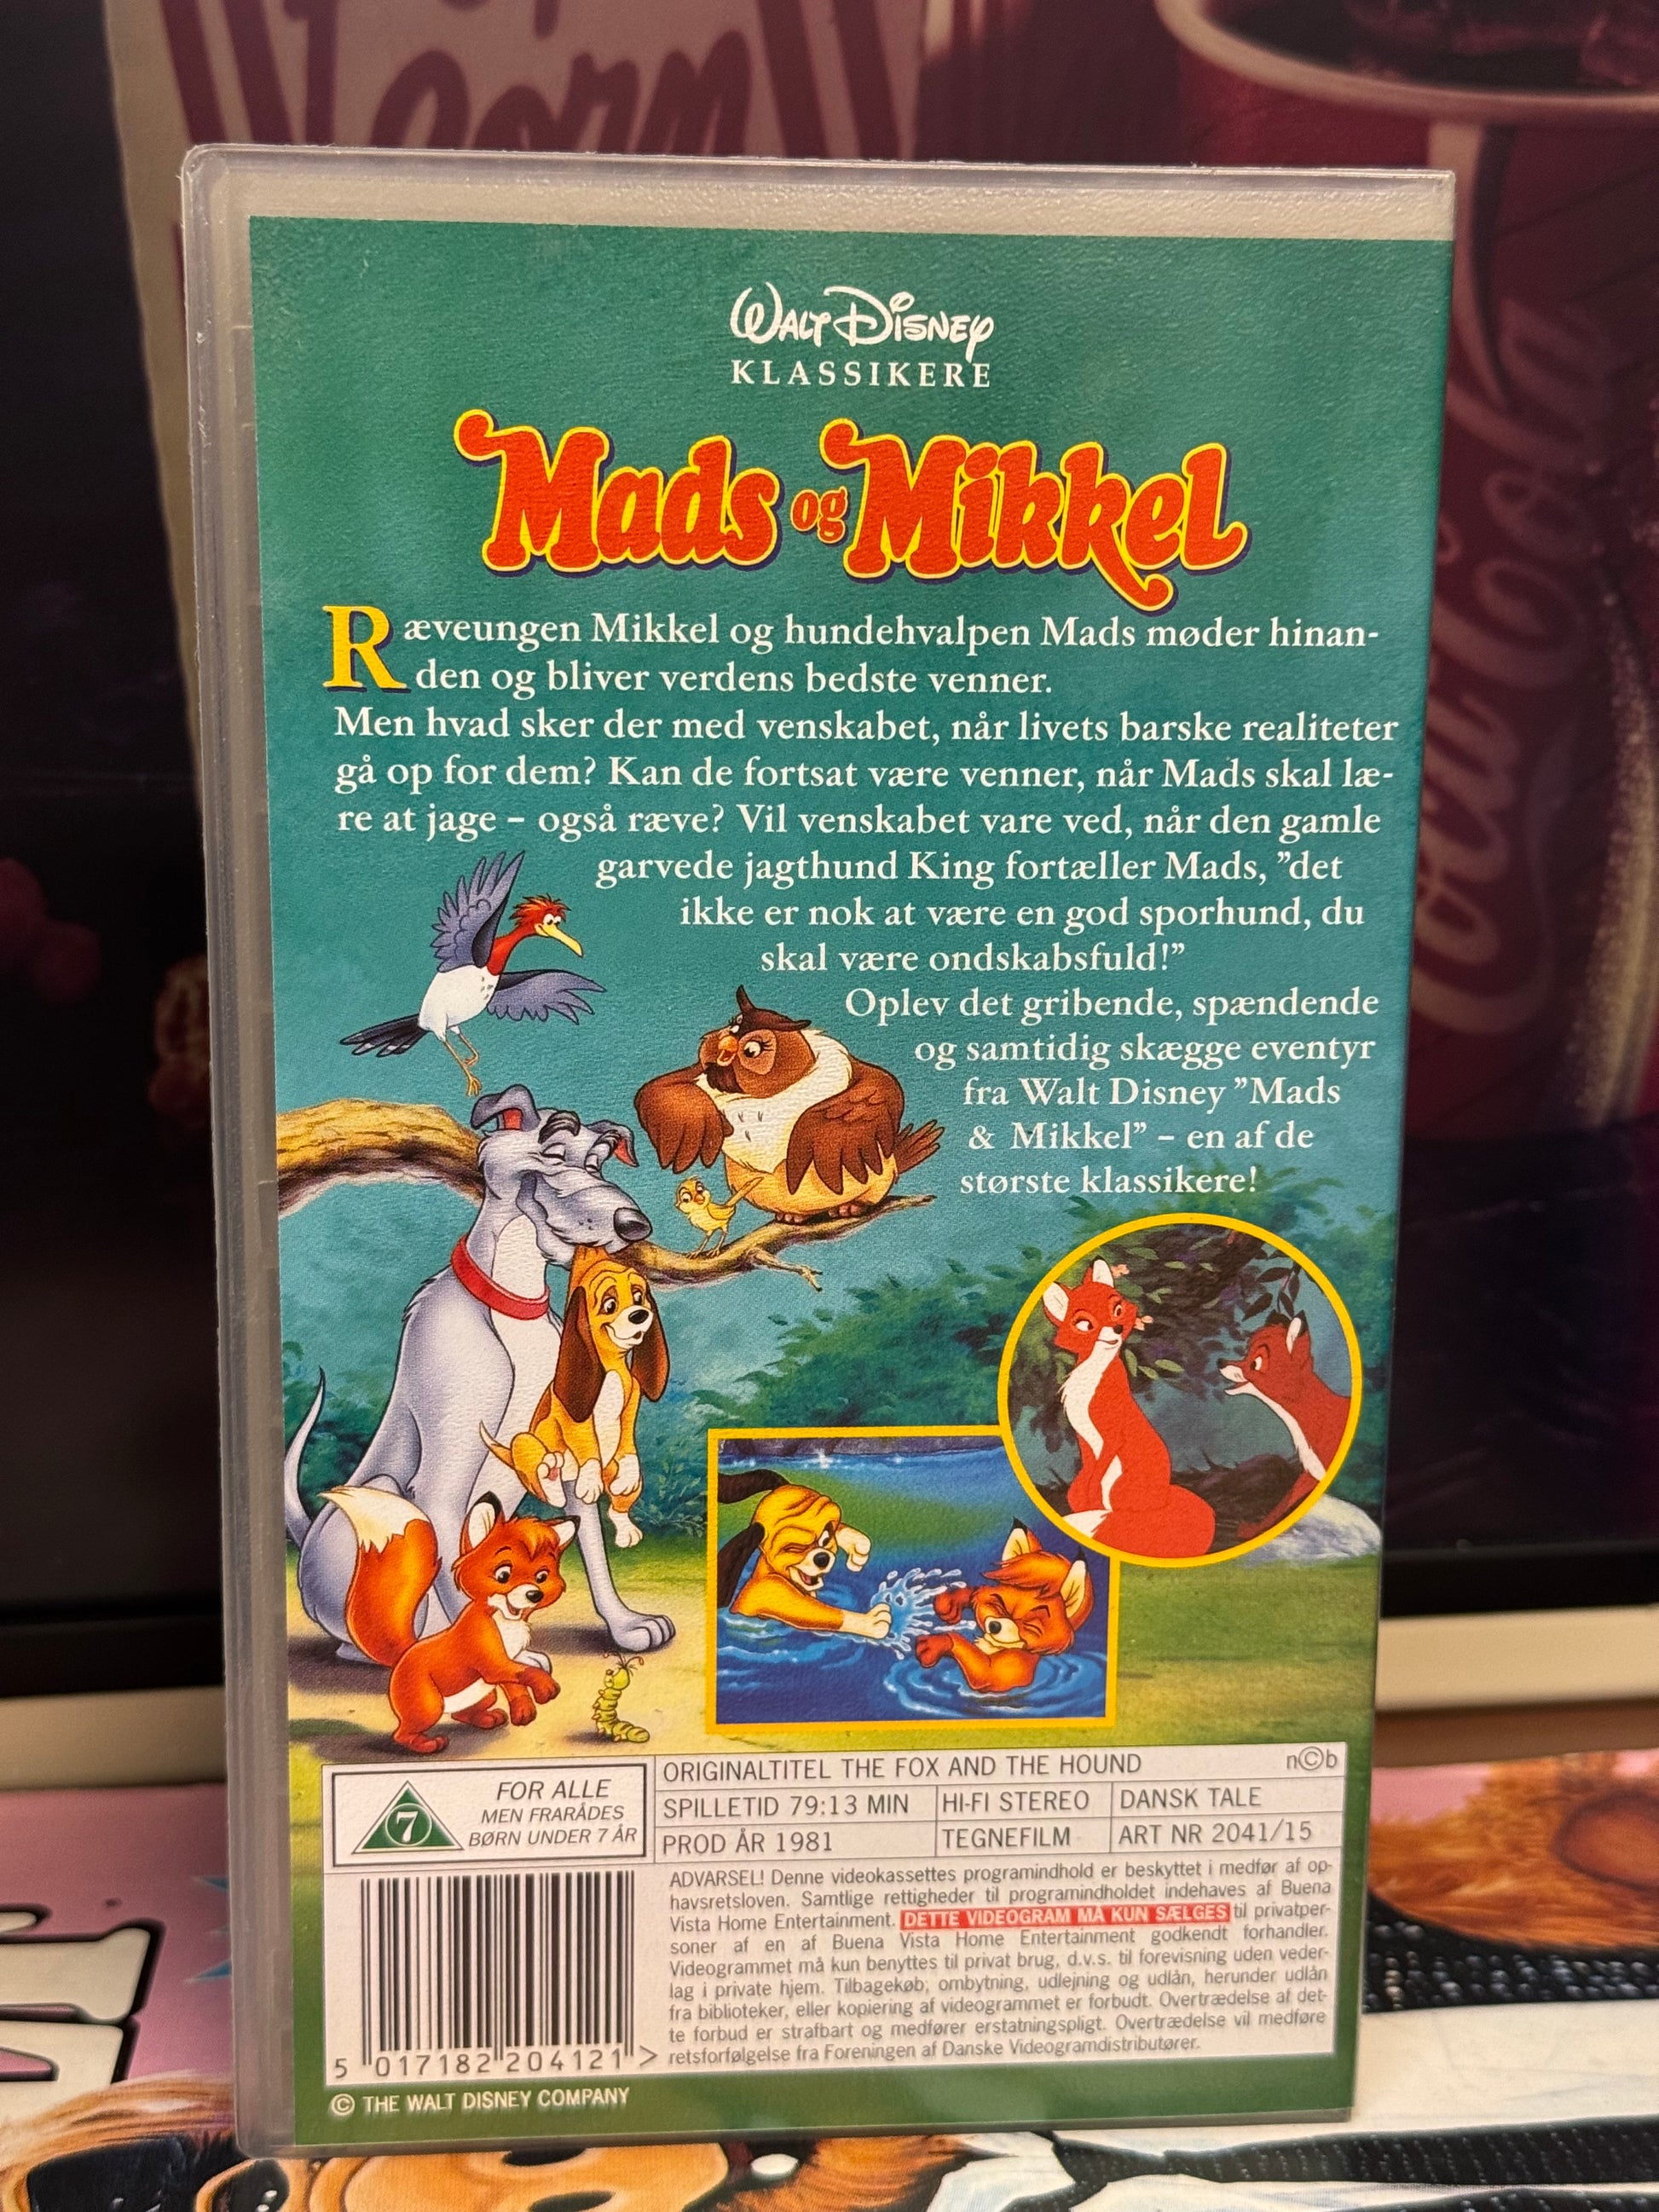 corn
Coca-Cola
WALT DISNEY
KLASSIKERE
Mads og Mikkel
Ræveungen Mikkel og hundehvalpen Mads møder hinan-
den og bliver verdens bedste venner.
Men hvad sker der med venskabet, når livets barske realiteter
gå op for dem? Kan de fortsat være venner, når Mads skal læ-
re at jage – også ræve? Vil venskabet vare ved, når den gamle
garvede jagthund King fortæller Mads, ”det
ikke er nok at være en god sporhund, du
skal være ondskabsfuld!”
Oplev det gribende, spændende
og samtidig skægge eventyr
fra Walt Disney ”Mads
& Mikkel” – en af de
største klassikere!
7
FOR ALLE
MEN FRARÅDES
BØRN UNDER 7 ÅR
ORIGINALTITEL THE FOX AND THE HOUND n©b
SPILLETID 79:13 MIN HI-FI STEREO DANSK TALE
PROD ÅR 1981 TEGNEFILM ART NR 2041/15
ADVARSEL! Denne videokassettes programindhold er beskyttet i medfør af op-
havsretsloven. Samtlige rettigheder til programindholdet indehaves af Buena
Vista Home Entertainment. DETTE VIDEOGRAM MÅ KUN SÆLGES til privatper-
soner af en af Buena Vista Home Entertainment godkendt forhandler.
Videogrammet må kun benyttes til privat brug, d.v.s. til forevisning uden veder-
lag i private hjem. Tilbagekøb, ombytning, udlejning og udlån, herunder udlån
fra biblioteker, eller kopiering af videogrammet er forbudt. Overtrædelse af det-
te forbud er strafbart og medfører erstatningspligt. Overtrædelse vil medføre
retsforfølgelse fra Foreningen af Danske Videogramdistributører.
5 017182 204121 >
© THE WALT DISNEY COMPANY